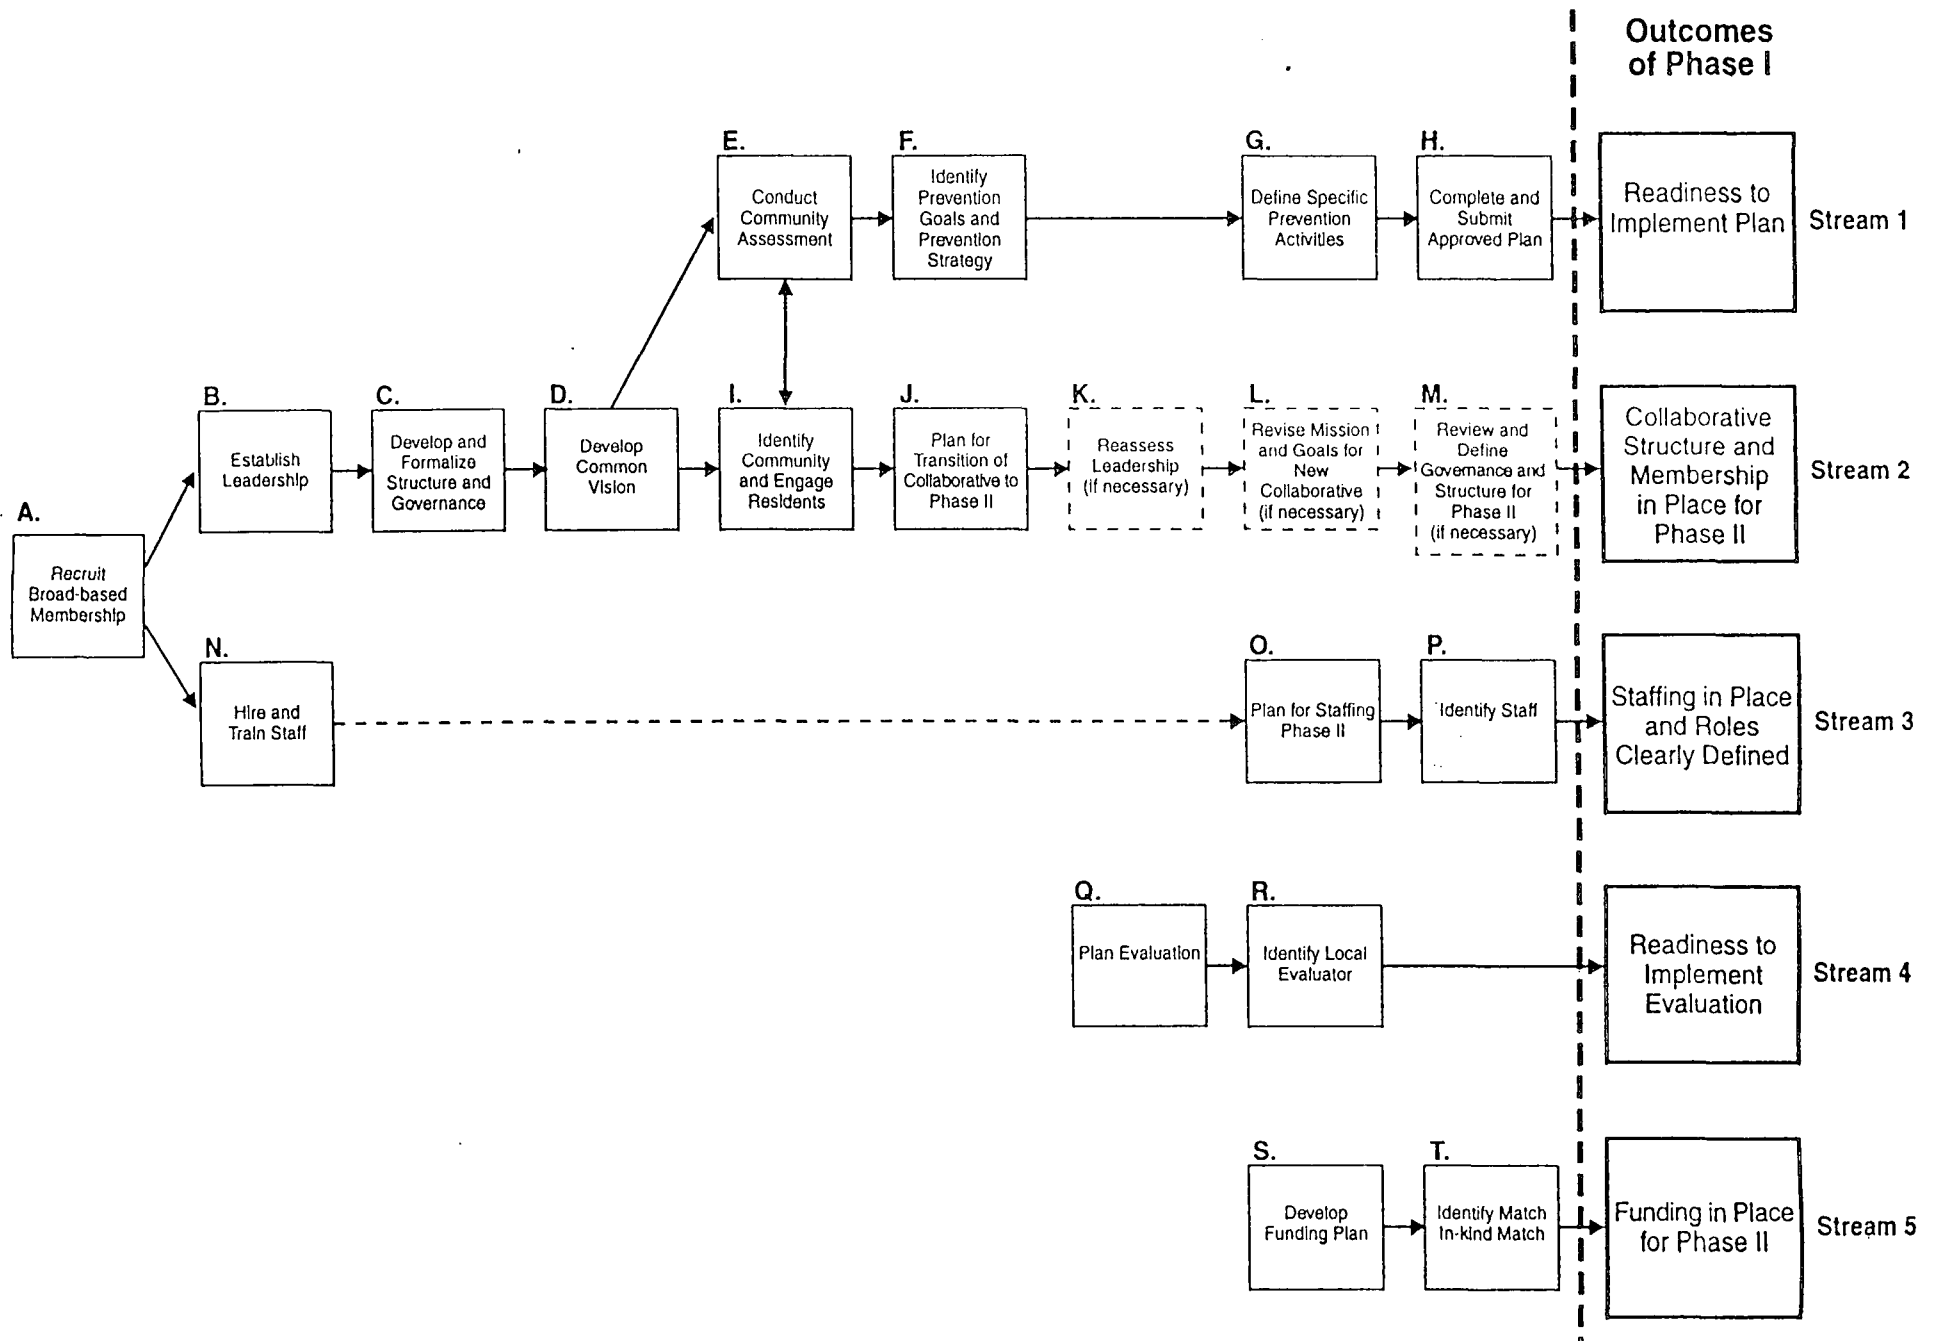 Outcomes
of Phase I
E.
Conduct
Community
Assessment
F.
Identify
Prevention
Goals and
Prevention
Strategy
G.
Define Specific
Prevention
Activities
H.
Complete and
Submit
Approved Plan
Readiness to
Implement Plan
Stream 1
B.
Establish
Leadership
C.
Develop and
Formalize
Structure and
Governance
D.
Develop
Common
Vision
I.
Identify
Community
and Engage
Residents
J.
Plan for
Transition of
Collaborative to
Phase II
K.
Reassess
Leadership
(if necessary)
L.
Revise Mission
and Goals for
New
Collaborative
(if necessary)
M.
Review and
Define
Governance and
Structure for
Phase II
(if necessary)
Collaborative
Structure and
Membership
in Place for
Phase II
Stream 2
A.
Recruit
Broad-based
Membership
N.
Hire and
Train Staff
O.
Plan for Staffing
Phase II
P.
Identify Staff
Staffing in Place
and Roles
Clearly Defined
Stream 3
Q.
Plan Evaluation
R.
Identify Local
Evaluator
Readiness to
Implement
Evaluation
Stream 4
S.
Develop
Funding Plan
T.
Identify Match
In-kind Match
Funding in Place
for Phase II
Stream 5